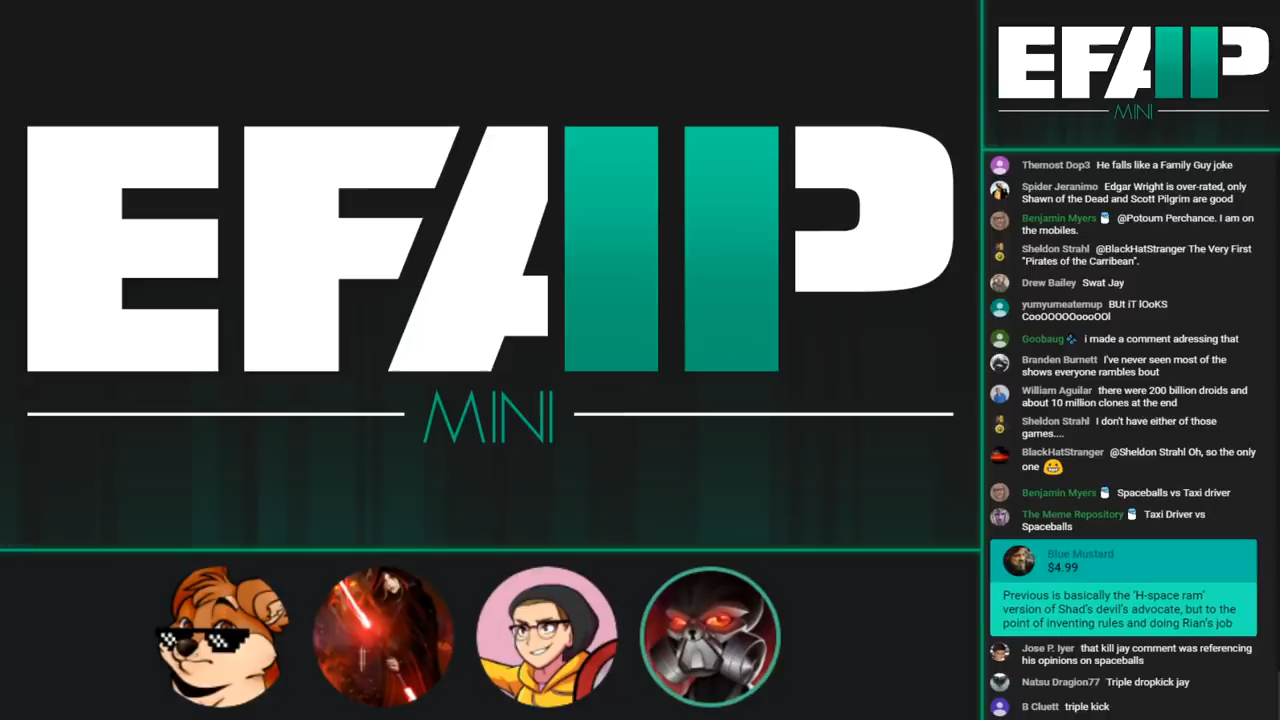 EFAP
MINI
EFAP
MINI
Themost Dop3 He falls like a Family Guy joke
Spider Jeranimo Edgar Wright is over-rated, only
Shawn of the Dead and Scott Pilgrim are good
Benjamin Myers @Potoum Perchance. I am on
the mobiles.
Sheldon Strahl @BlackHatStranger The Very First
"Pirates of the Carribean".
Drew Bailey Swat Jay
yumyumeatemup BUt iT lOoKS
CooOOOOOoooOOl
Goobaug i made a comment adressing that
Branden Burnett I've never seen most of the
shows everyone rambles bout
William Aguilar there were 200 billion droids and
about 10 million clones at the end
Sheldon Strahl I don't have either of those
games....
BlackHatStranger @Sheldon Strahl Oh, so the only
one
Benjamin Myers Spaceballs vs Taxi driver
The Meme Repository Taxi Driver vs
Spaceballs
Blue Mustard
$4.99
Previous is basically the 'H-space ram'
version of Shad's devil's advocate, but to the
point of inventing rules and doing Rian's job
Jose P. Iyer that kill jay comment was referencing
his opinions on spaceballs
Natsu Dragion77 Triple dropkick jay
B Cluett triple kick